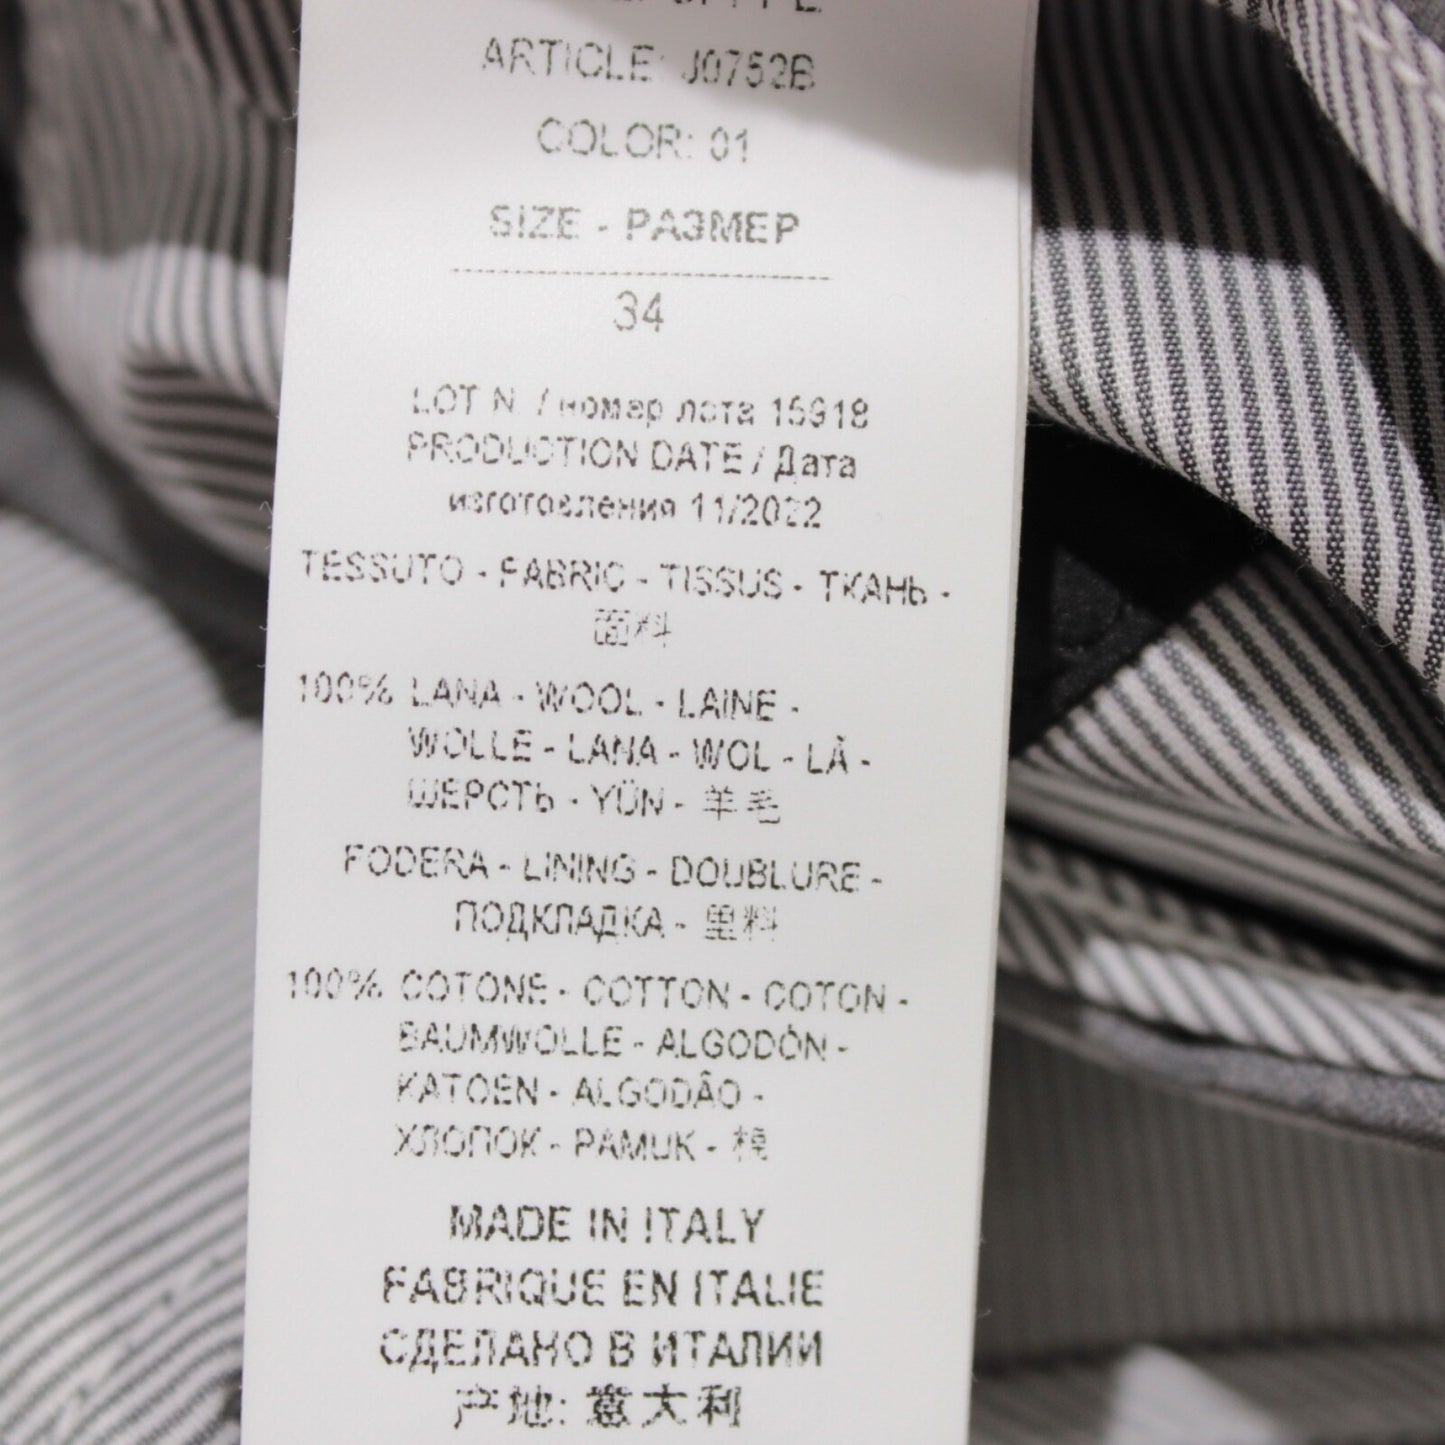 ARTICLE: J0752B
COLOR: 01
SIZE - РАЗМЕР
34
LOT N. / номер лота 15918
PRODUCTION DATE / Дата
изготовления 11/2022
TESSUTO - FABRIC - TISSUS - ТКАНЬ -
面料
100% LANA - WOOL - LAINE -
WOLLE - LANA - WOL - LÃ -
ШЕРСТЬ - YÜN - 羊毛
FODERA - LINING - DOUBLURE -
ПОДКЛАДКА - 里料
100% COTONE - COTTON - COTON -
BAUMWOLLE - ALGODÓN -
KATOEN - ALGODÃO -
ХЛОПОК - PAMUK - 棉
MADE IN ITALY
FABRIQUE EN ITALIE
СДЕЛАНО В ИТАЛИИ
产地: 意大利